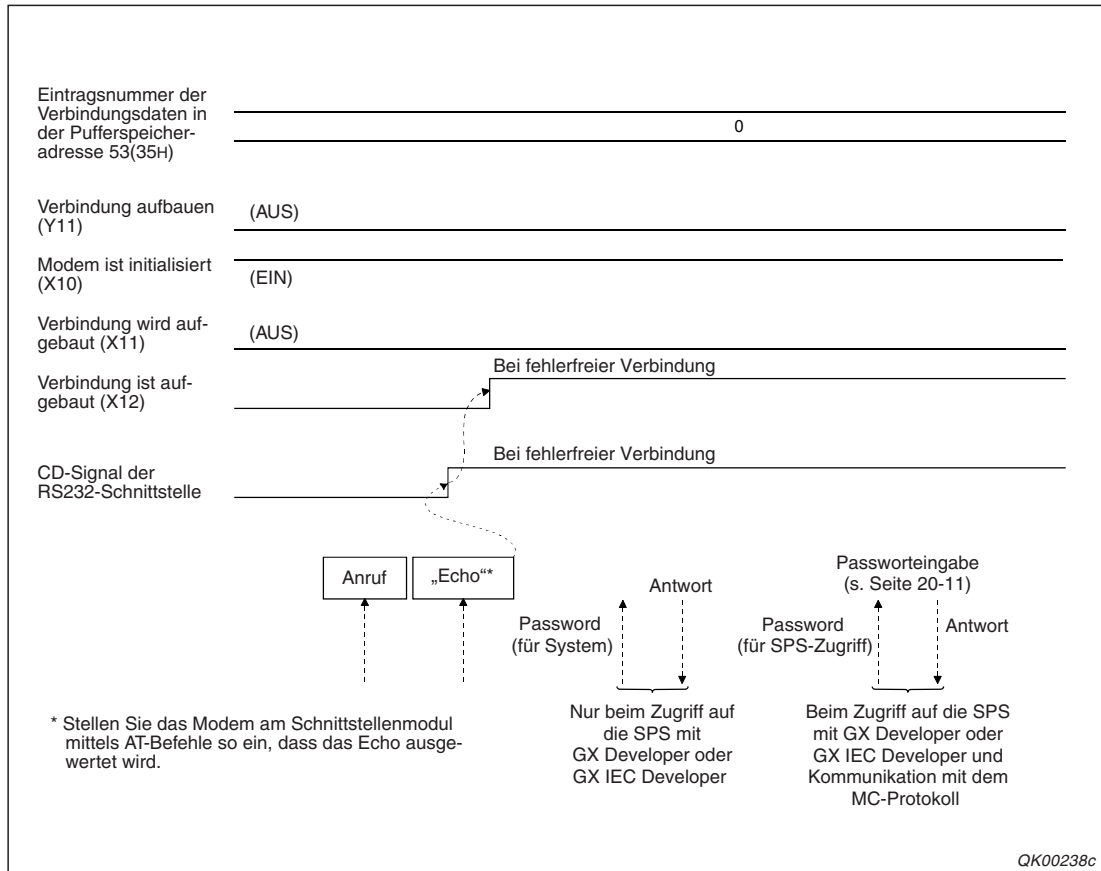 Eintragsnummer der
Verbindungsdaten in
der Pufferspeicher-
adresse 53(35H)
0
Verbindung aufbauen
(Y11)
(AUS)
Modem ist initialisiert
(X10)
(EIN)
Verbindung wird auf-
gebaut (X11)
(AUS)
Bei fehlerfreier Verbindung
Verbindung ist auf-
gebaut (X12)
Bei fehlerfreier Verbindung
CD-Signal der
RS232-Schnittstelle
Anruf
„Echo“*
Password
(für System)
Antwort
Passworteingabe
(s. Seite 20-11)
Password
(für SPS-Zugriff)
Antwort
* Stellen Sie das Modem am Schnittstellenmodul
mittels AT-Befehle so ein, dass das Echo ausge-
wertet wird.
Nur beim Zugriff auf
die SPS mit
GX Developer oder
GX IEC Developer
Beim Zugriff auf die SPS
mit GX Developer oder
GX IEC Developer und
Kommunikation mit dem
MC-Protokoll
QK00238c